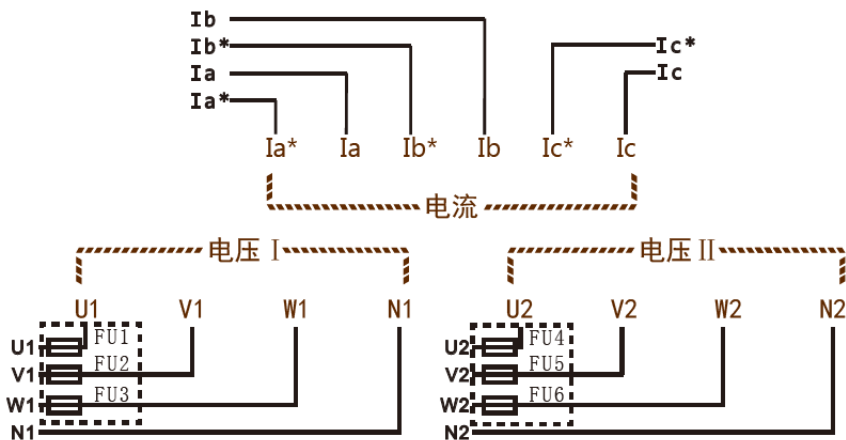 Ib
Ib* Ic*
Ia Ic
Ia*
Ia* Ia Ib* Ib Ic* Ic
电流
电压 I 电压 II
U1 V1 W1 N1 U2 V2 W2 N2
FU1 FU4
U1 U2
FU2 FU5
V1 V2
FU3 FU6
W1 W2
N1 N2